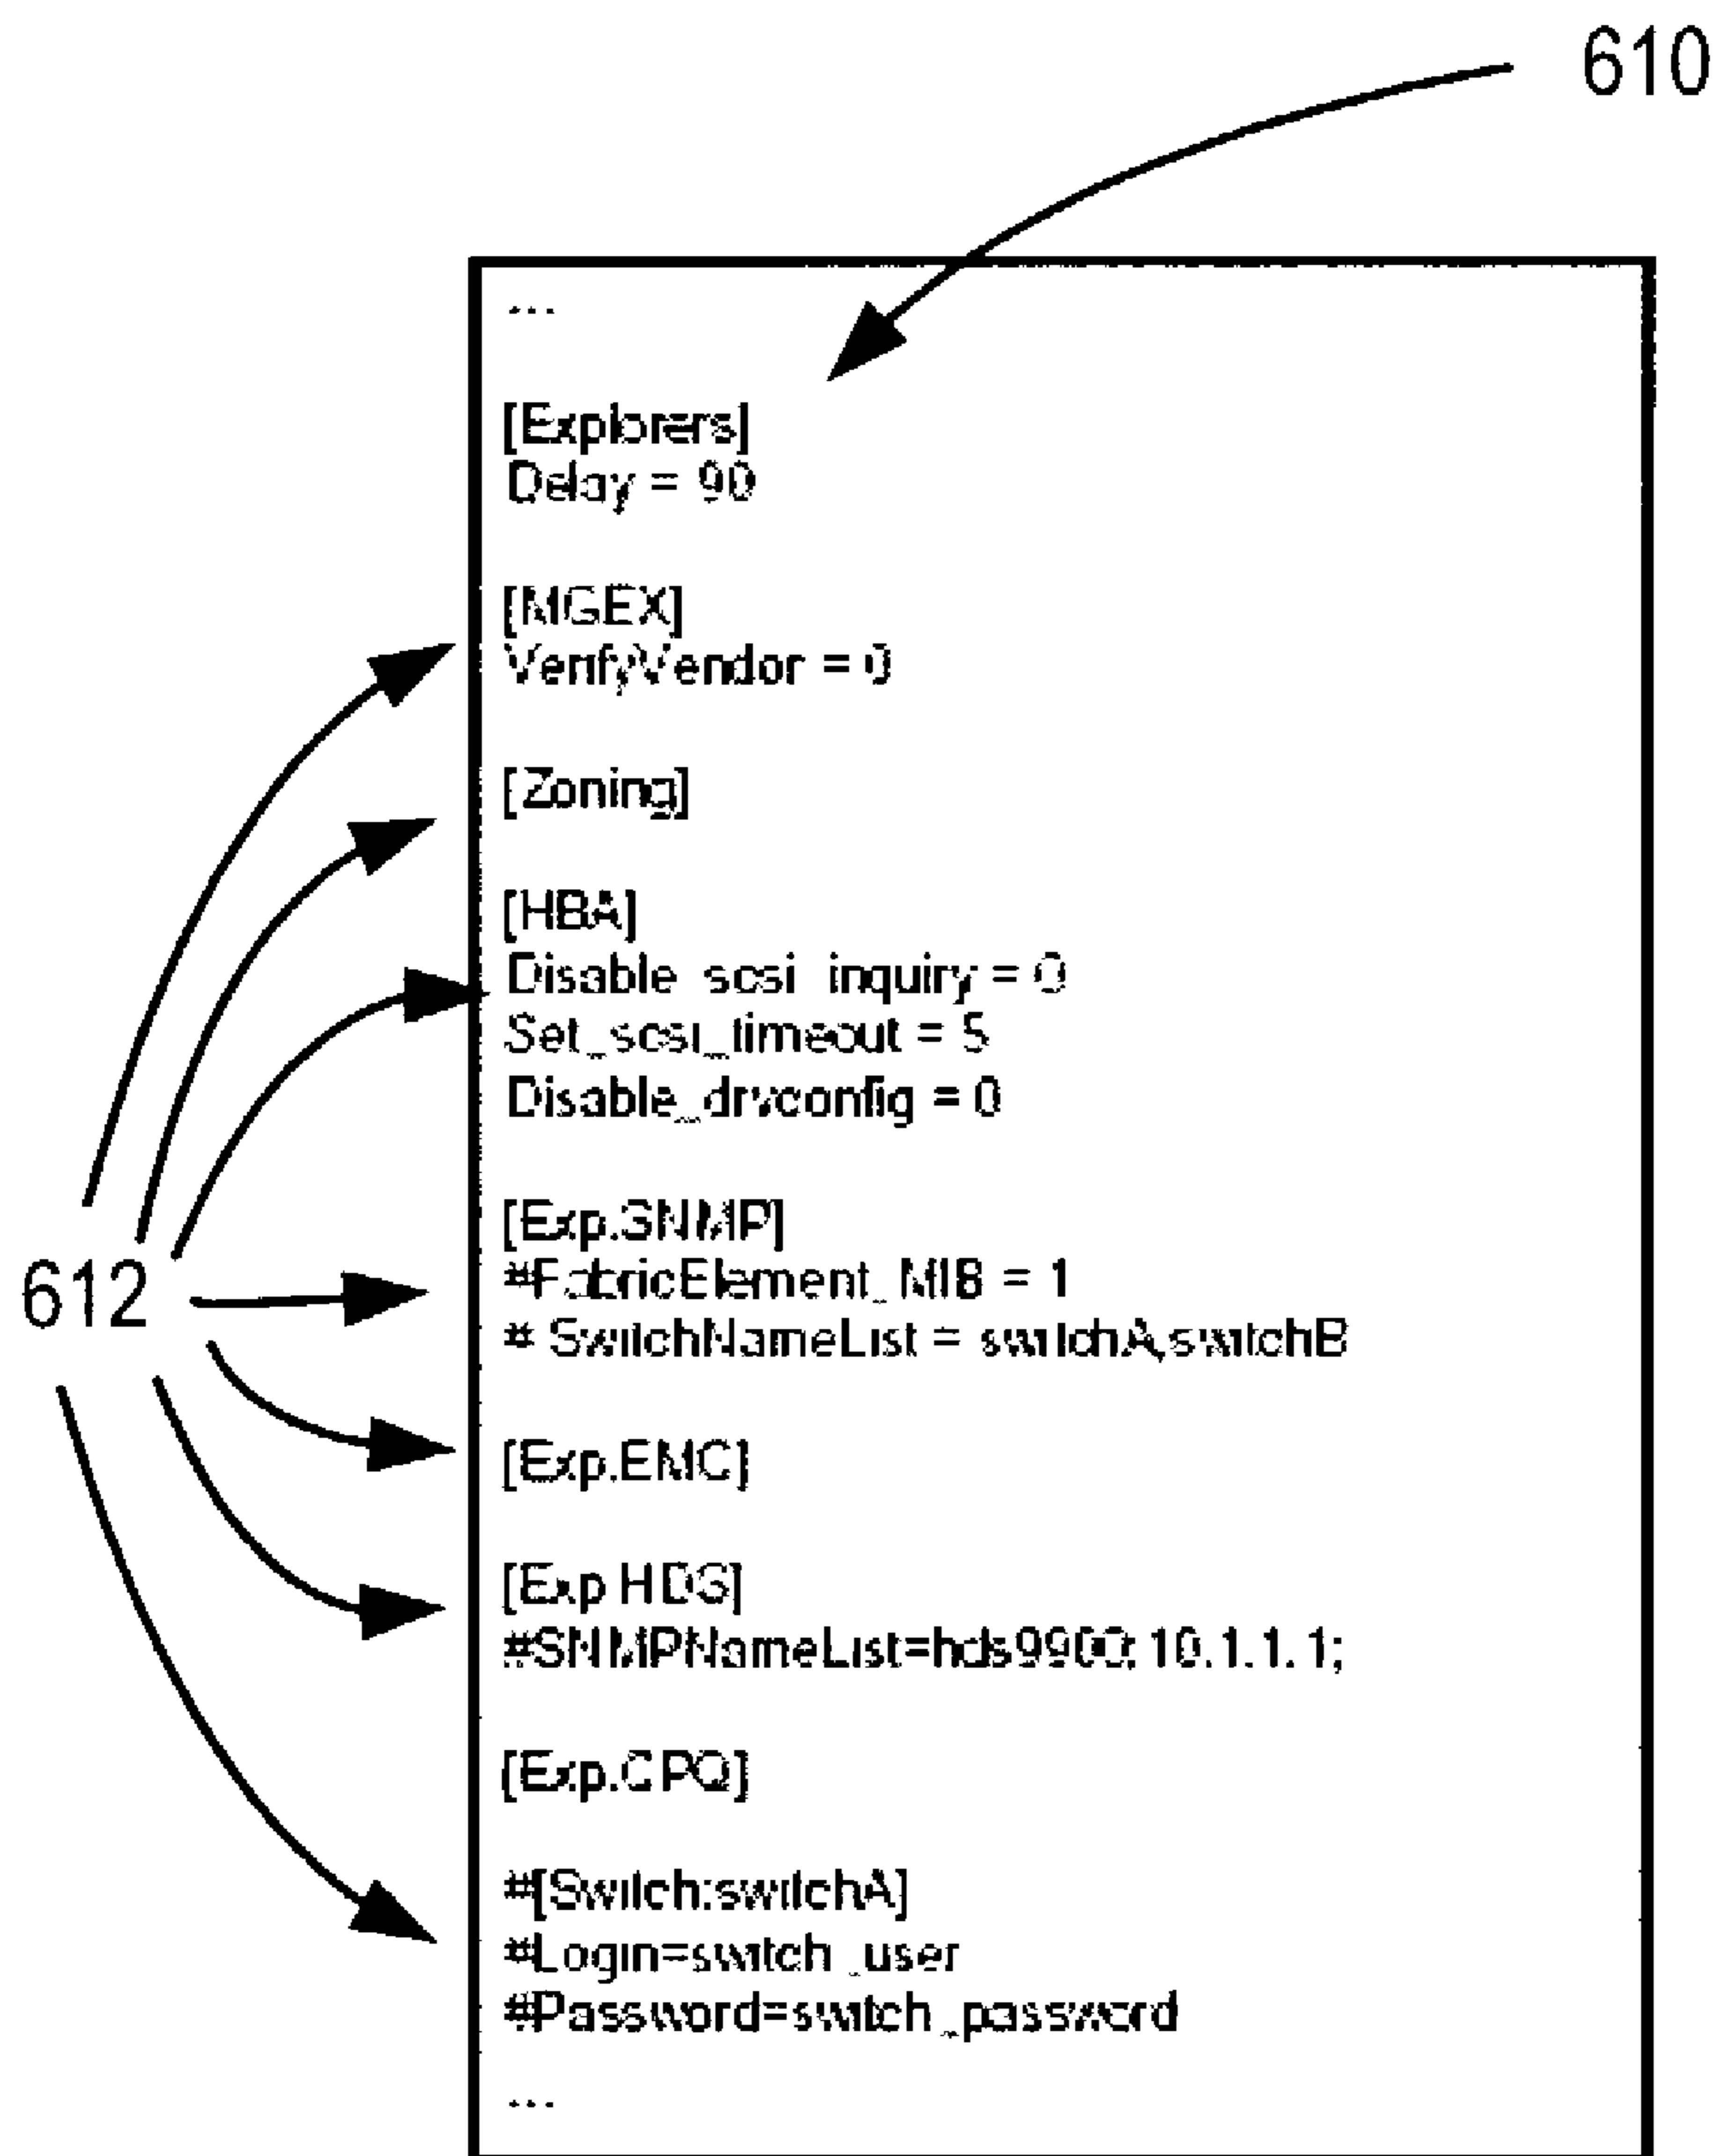 610
...
[Explorers]
Delay = 90
[MGEX]
VerifyVendor = 0
[Zoning]
[HBA]
Disable_scsi_inquiry = 0
Set_scsi_timeout = 5
Disable_drvconfig = 0
[Exp.SNMP]
#FabricElement_MIB = 1
# SwitchNameList = switchA,switchB
612
[Exp.EMC]
[Exp.HDS]
#SNMPNameList=hds9900;10.1.1.1;
[Exp.CPQ]
#[Switch:switchA]
#Login=switch_user
#Password=switch_password
...